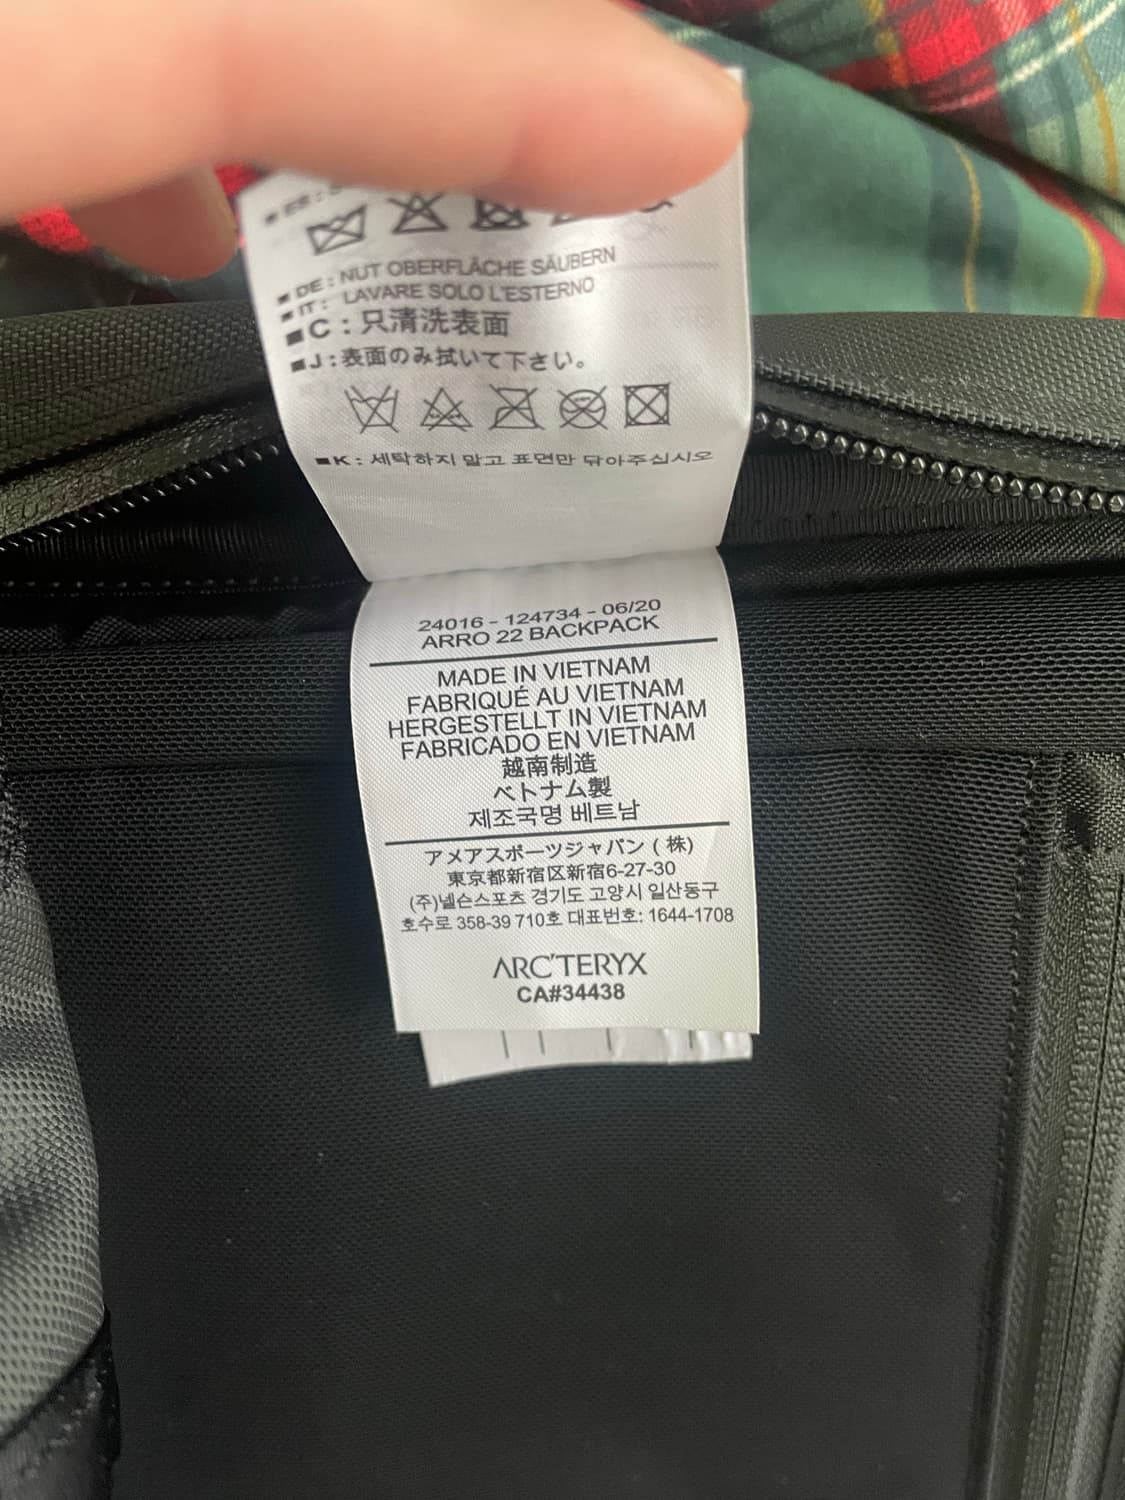 ■ DE : NUT OBERFLÄCHE SÄUBERN
■ IT : LAVARE SOLO L'ESTERNO
■C : 只清洗表面
■J : 表面のみ拭いて下さい。
■K : 세탁하지 말고 표면만 닦아주십시오
24016 - 124734 - 06/20
ARRO 22 BACKPACK
MADE IN VIETNAM
FABRIQUÉ AU VIETNAM
HERGESTELLT IN VIETNAM
FABRICADO EN VIETNAM
越南制造
ベトナム製
제조국명 베트남
アメアスポーツジャパン ( 株)
東京都新宿区新宿6-27-30
(주)넬슨스포츠 경기도 고양시 일산동구
호수로 358-39 710호 대표번호: 1644-1708
ARC'TERYX
CA#34438